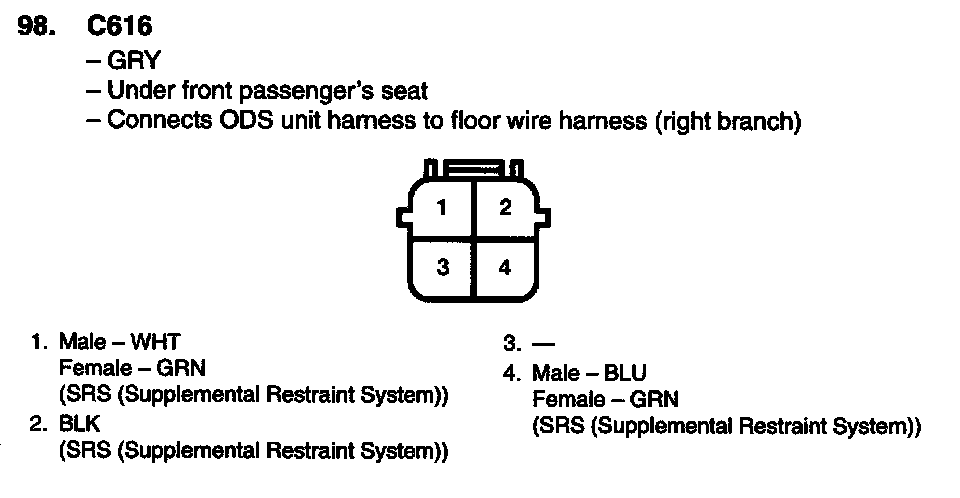 98. C616
– GRY
– Under front passenger's seat
– Connects ODS unit harness to floor wire harness (right branch)
1 2
3 4
1. Male – WHT
Female – GRN
(SRS (Supplemental Restraint System))
2. BLK
(SRS (Supplemental Restraint System))
3. —
4. Male – BLU
Female – GRN
(SRS (Supplemental Restraint System))